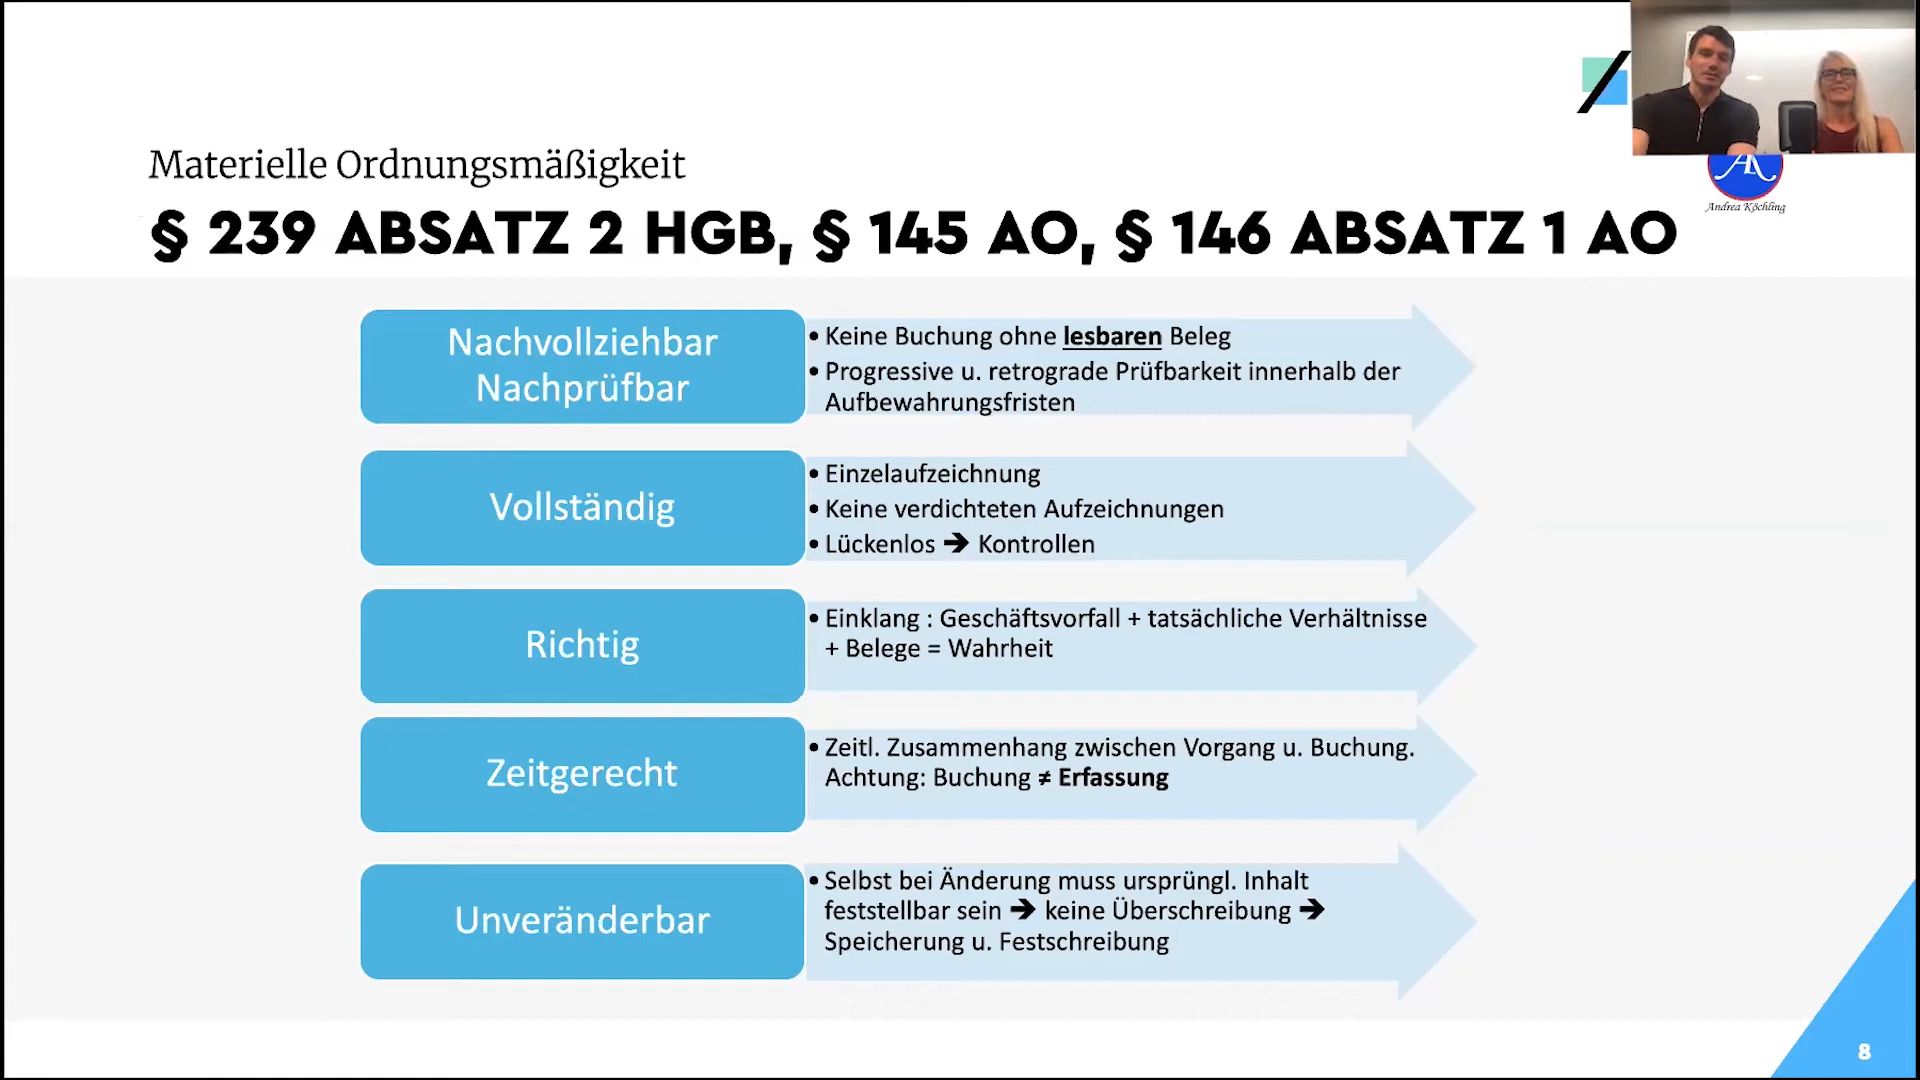 Materielle Ordnungsmäßigkeit
§ 239 ABSATZ 2 HGB, § 145 AO, § 146 ABSATZ 1 AO
Andrea Köchling
Nachvollziehbar
Nachprüfbar
• Keine Buchung ohne lesbaren Beleg
• Progressive u. retrograde Prüfbarkeit innerhalb der
Aufbewahrungsfristen
Vollständig
• Einzelaufzeichnung
• Keine verdichteten Aufzeichnungen
• Lückenlos → Kontrollen
Richtig
• Einklang : Geschäftsvorfall + tatsächliche Verhältnisse
+ Belege = Wahrheit
Zeitgerecht
• Zeitl. Zusammenhang zwischen Vorgang u. Buchung.
Achtung: Buchung ≠ Erfassung
Unveränderbar
• Selbst bei Änderung muss ursprüngl. Inhalt
feststellbar sein → keine Überschreibung →
Speicherung u. Festschreibung
8